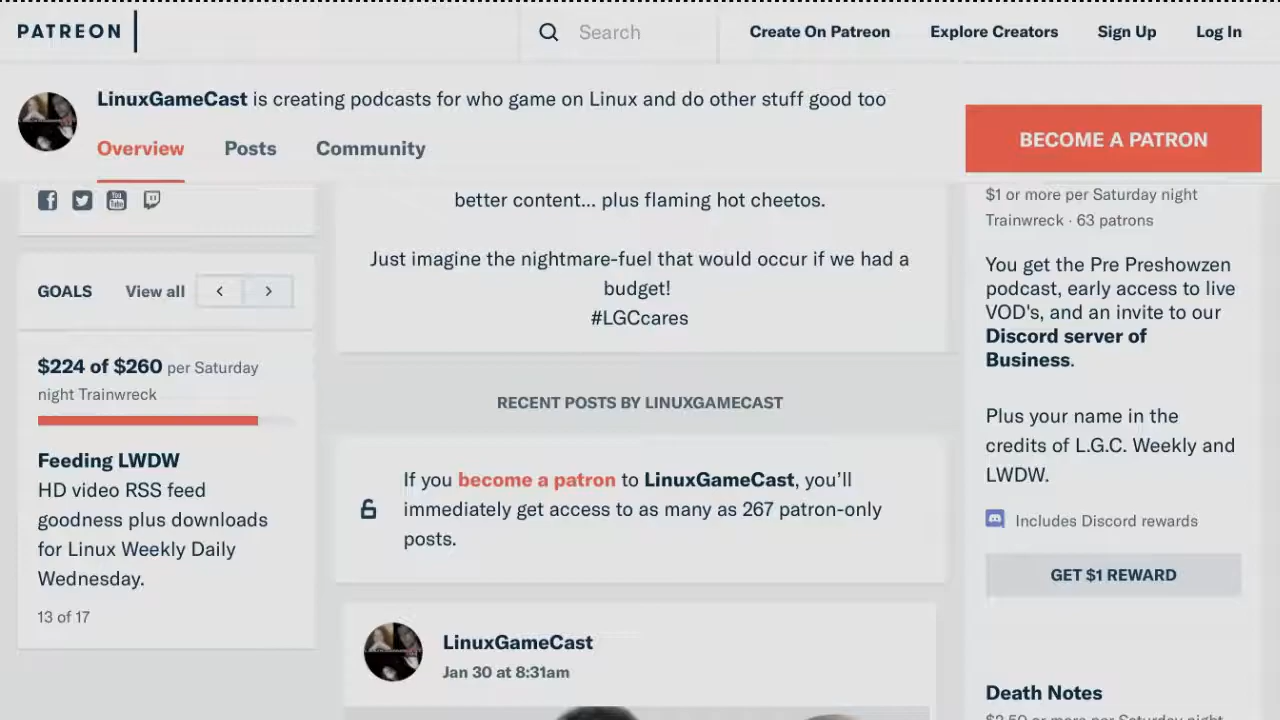 PATREON
Search
Create On Patreon
Explore Creators
Sign Up
Log In
LinuxGameCast is creating podcasts for who game on Linux and do other stuff good too
Overview
Posts
Community
BECOME A PATRON
GOALS
View all
$224 of $260 per Saturday
night Trainwreck
Feeding LWDW
HD video RSS feed
goodness plus downloads
for Linux Weekly Daily
Wednesday.
13 of 17
better content... plus flaming hot cheetos.
Just imagine the nightmare-fuel that would occur if we had a
budget!
#LGCcares
RECENT POSTS BY LINUXGAMECAST
If you become a patron to LinuxGameCast, you'll
immediately get access to as many as 267 patron-only
posts.
LinuxGameCast
Jan 30 at 8:31am
$1 or more per Saturday night
Trainwreck · 63 patrons
You get the Pre Preshowzen
podcast, early access to live
VOD's, and an invite to our
Discord server of
Business.
Plus your name in the
credits of L.G.C. Weekly and
LWDW.
Includes Discord rewards
GET $1 REWARD
Death Notes
$2.50 or more per Saturday night